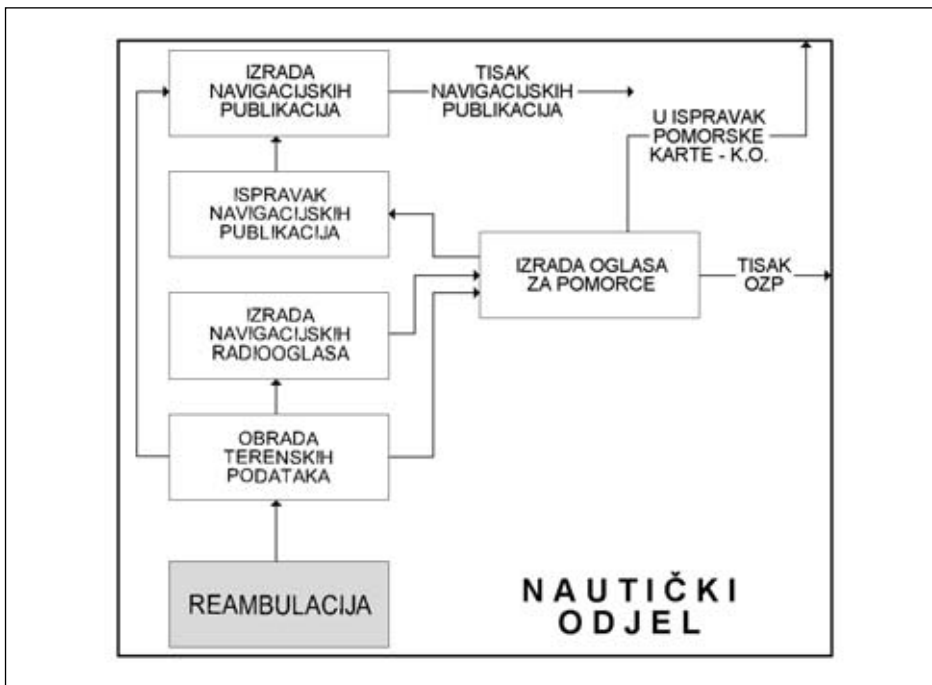 IZRADA
NAVIGACIJSKIH
PUBLIKACIJA
TISAK
NAVIGACIJSKIH
PUBLIKACIJA
U ISPRAVAK
POMORSKE
KARTE - K.O.
ISPRAVAK
NAVIGACIJSKIH
PUBLIKACIJA
IZRADA OGLASA
ZA POMORCE
TISAK
OZP
IZRADA
NAVIGACIJSKIH
RADIOOGLASA
OBRADA
TERENSKIH
PODATAKA
REAMBULACIJA
NAUTIČKI
ODJEL